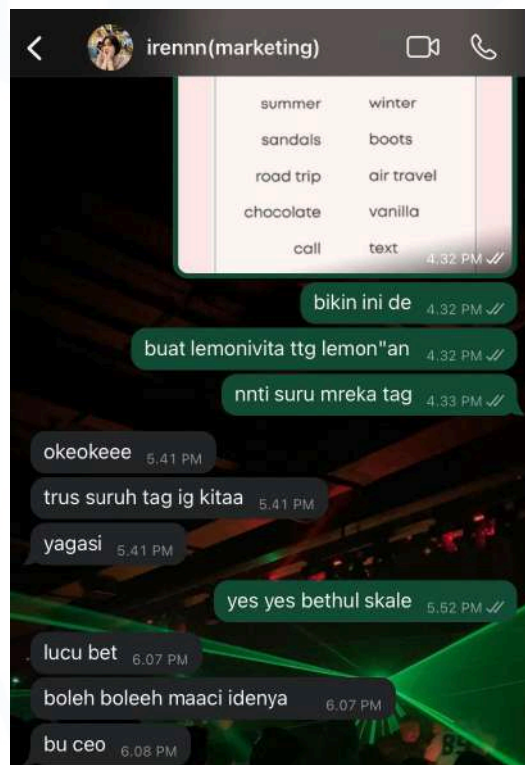 irennn(marketing)
summer winter
sandals boots
road trip air travel
chocolate vanilla
call text
4.32 PM
bikin ini de 4.32 PM
buat lemonivita ttg lemon"an 4.32 PM
nnti suru mreka tag 4.33 PM
okeokeee 5.41 PM
trus suruh tag ig kitaa 5.41 PM
yagasi 5.41 PM
yes yes bethul skale 5.52 PM
lucu bet 6.07 PM
boleh boleeh maaci idenya 6.07 PM
bu ceo 6.08 PM